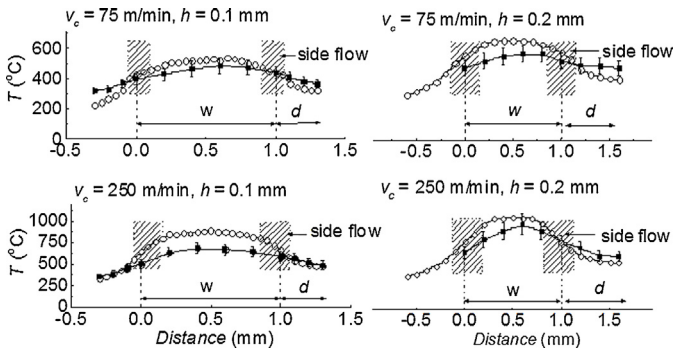 v_c = 75 m/min, h = 0.1 mm
v_c = 75 m/min, h = 0.2 mm
T (°C)
600
400
200
0
side flow
side flow
w
d
w
d
-0.5
0.0
0.5
1.0
1.5
-0.5
0.0
0.5
1.0
1.5
v_c = 250 m/min, h = 0.1 mm
v_c = 250 m/min, h = 0.2 mm
T (°C)
1000
750
500
250
0
side flow
side flow
w
d
w
d
-0.5
0.0
0.5
1.0
1.5
-0.5
0.0
0.5
1.0
1.5
Distance (mm)
Distance (mm)